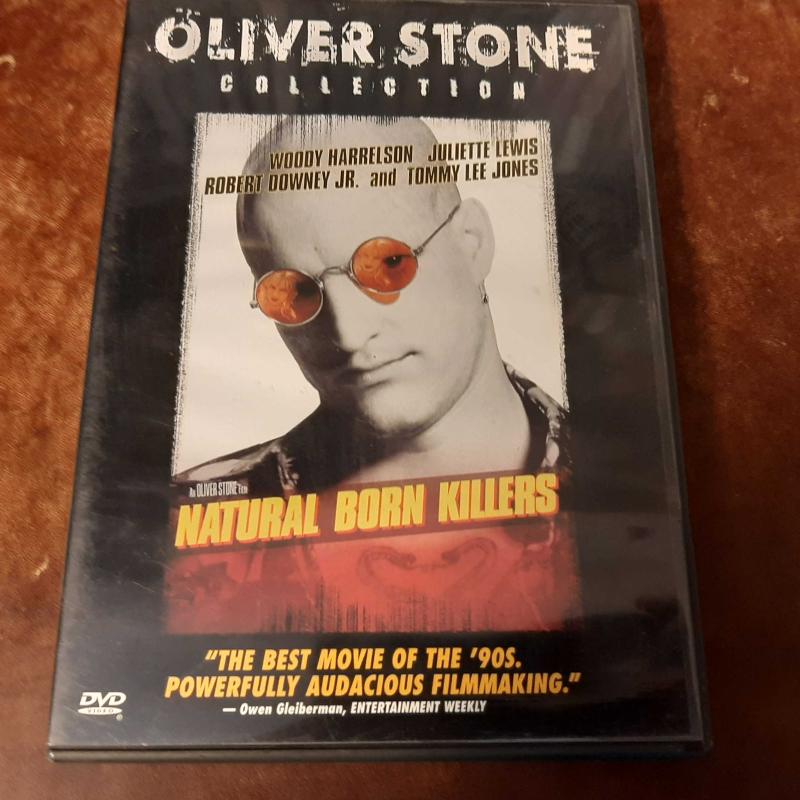 OLIVER STONE
COLLECTION
WOODY HARRELSON JULIETTE LEWIS
ROBERT DOWNEY JR. and TOMMY LEE JONES
An OLIVER STONE FILM
NATURAL BORN KILLERS
“THE BEST MOVIE OF THE ’90S.
POWERFULLY AUDACIOUS FILMMAKING.”
— Owen Gleiberman, ENTERTAINMENT WEEKLY
DVD
VIDEO